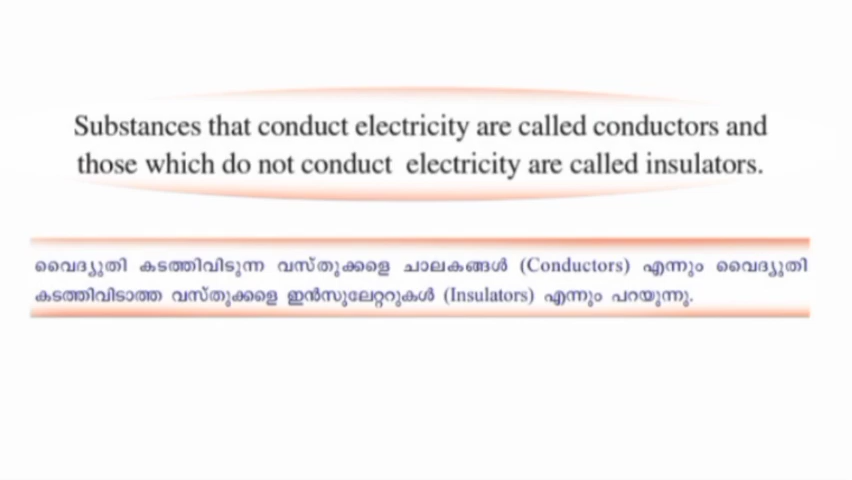 Substances that conduct electricity are called conductors and
those which do not conduct electricity are called insulators.
വൈദ്യുതി കടത്തിവിടുന്ന വസ്തുക്കളെ ചാലകങ്ങൾ (Conductors) എന്നും വൈദ്യുതി
കടത്തിവിടാത്ത വസ്തുക്കളെ ഇൻസുലേറ്ററുകൾ (Insulators) എന്നും പറയുന്നു.